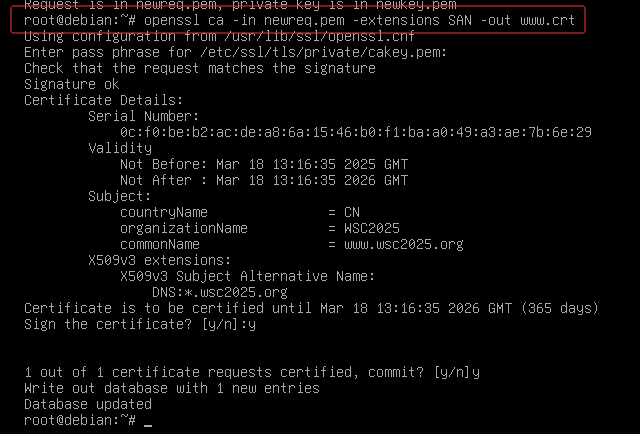 Request is in newreq.pem, private key is in newkey.pem
root@debian:~# openssl ca -in newreq.pem -extensions SAN -out www.crt
Using configuration from /usr/lib/ssl/openssl.cnf
Enter pass phrase for /etc/ssl/tls/private/cakey.pem:
Check that the request matches the signature
Signature ok
Certificate Details:
Serial Number:
0c:f0:be:b2:ac:de:a8:6a:15:46:b0:f1:ba:a0:49:a3:ae:7b:6e:29
Validity
Not Before: Mar 18 13:16:35 2025 GMT
Not After : Mar 18 13:16:35 2026 GMT
Subject:
countryName = CN
organizationName = WSC2025
commonName = www.wsc2025.org
X509v3 extensions:
X509v3 Subject Alternative Name:
DNS:*.wsc2025.org
Certificate is to be certified until Mar 18 13:16:35 2026 GMT (365 days)
Sign the certificate? [y/n]:y
1 out of 1 certificate requests certified, commit? [y/n]y
Write out database with 1 new entries
Database updated
root@debian:~# _